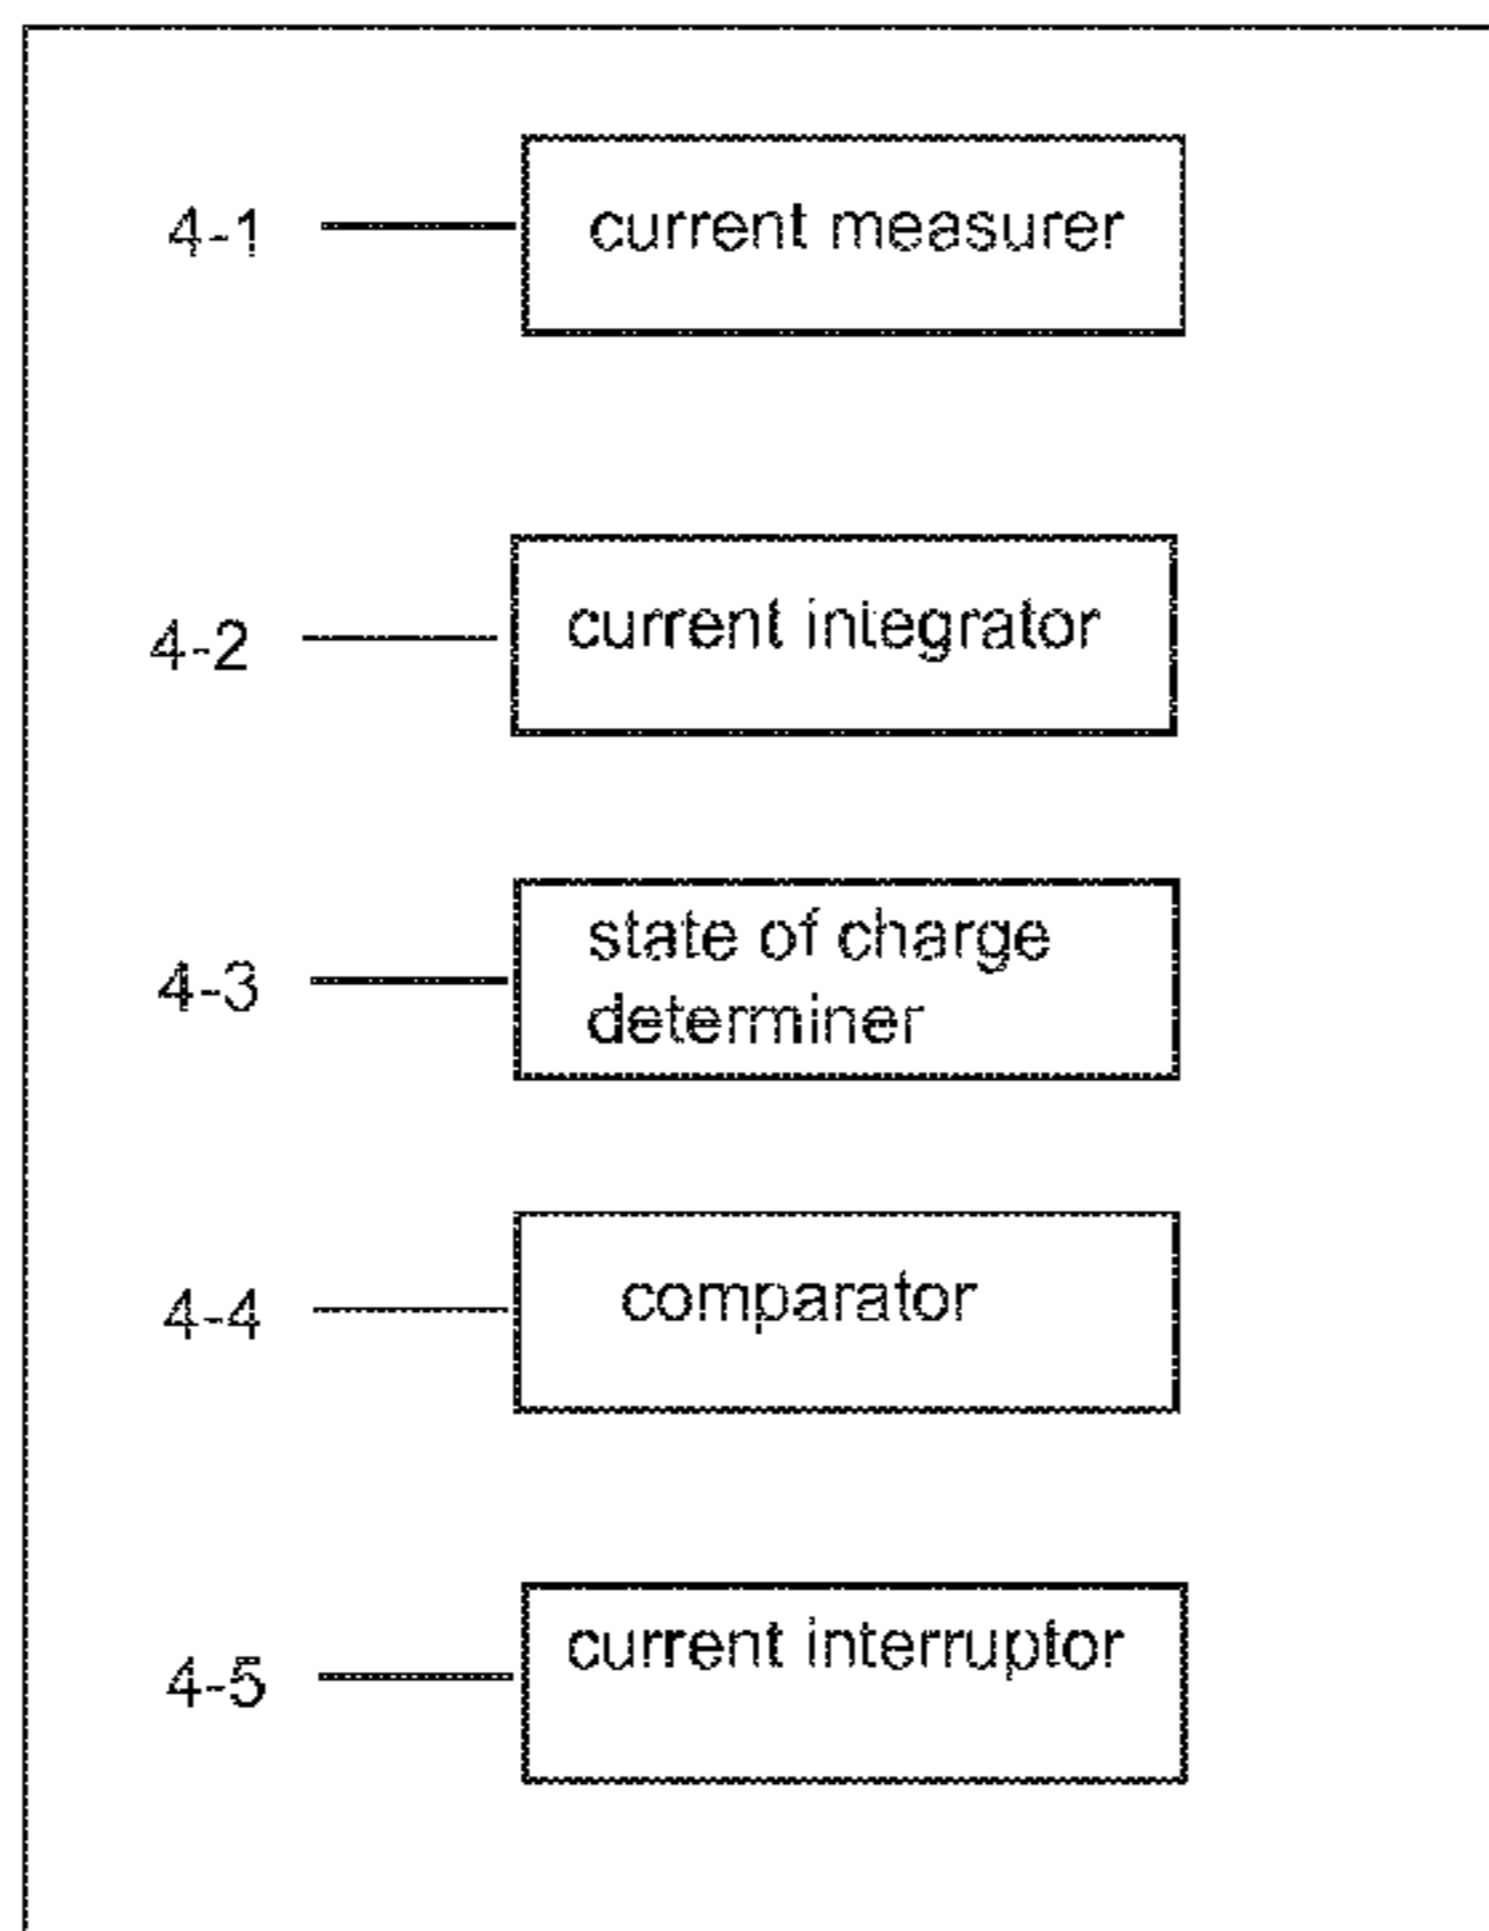 4-1 current measurer
4-2 current integrator
4-3 state of charge
determiner
4-4 comparator
4-5 current interruptor